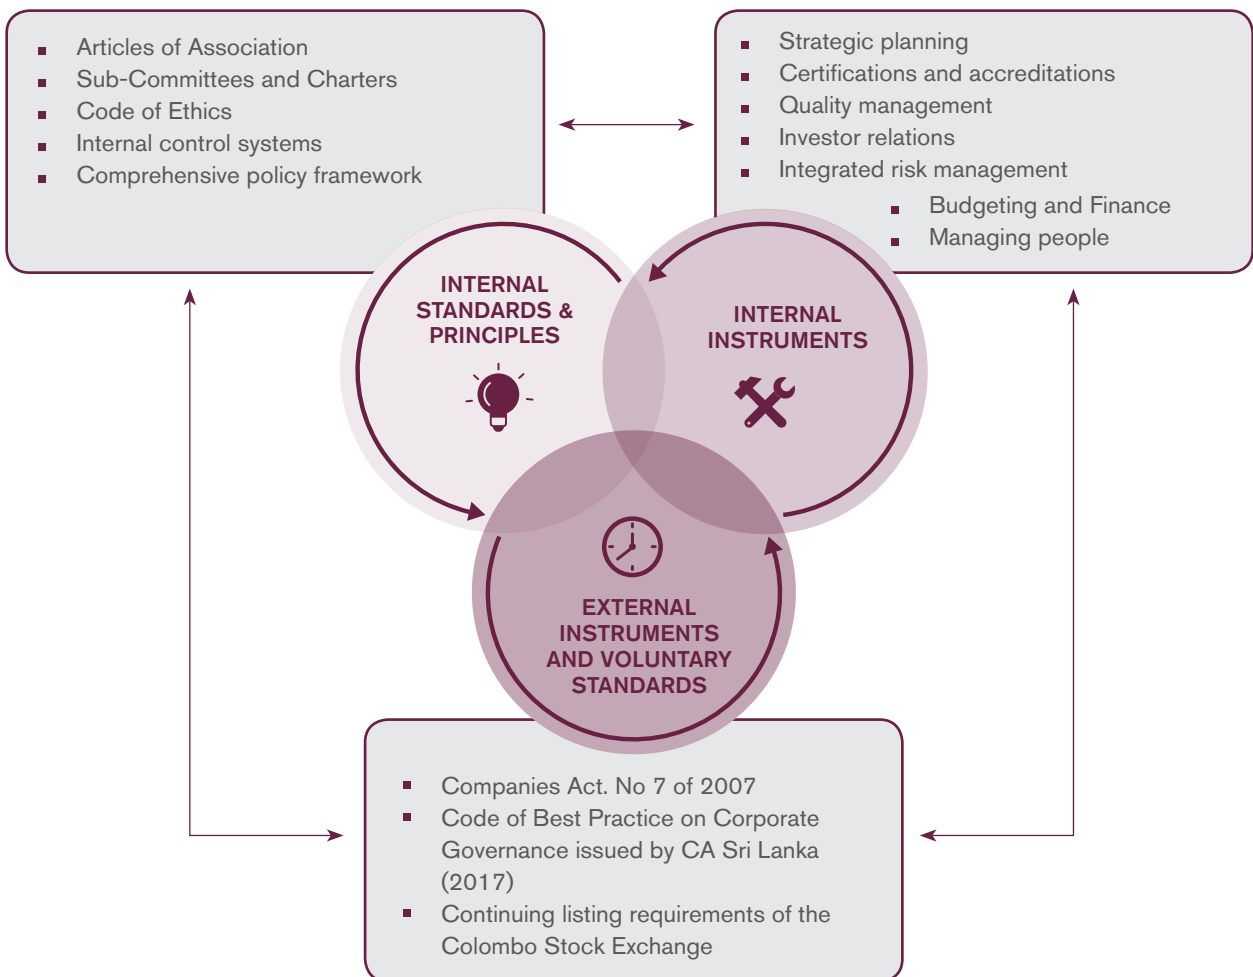 Articles of Association
Sub-Committees and Charters
Code of Ethics
Internal control systems
Comprehensive policy framework
Strategic planning
Certifications and accreditations
Quality management
Investor relations
Integrated risk management
Budgeting and Finance
Managing people
INTERNAL
STANDARDS &
PRINCIPLES
INTERNAL
INSTRUMENTS
EXTERNAL
INSTRUMENTS
AND VOLUNTARY
STANDARDS
Companies Act. No 7 of 2007
Code of Best Practice on Corporate
Governance issued by CA Sri Lanka
(2017)
Continuing listing requirements of the
Colombo Stock Exchange